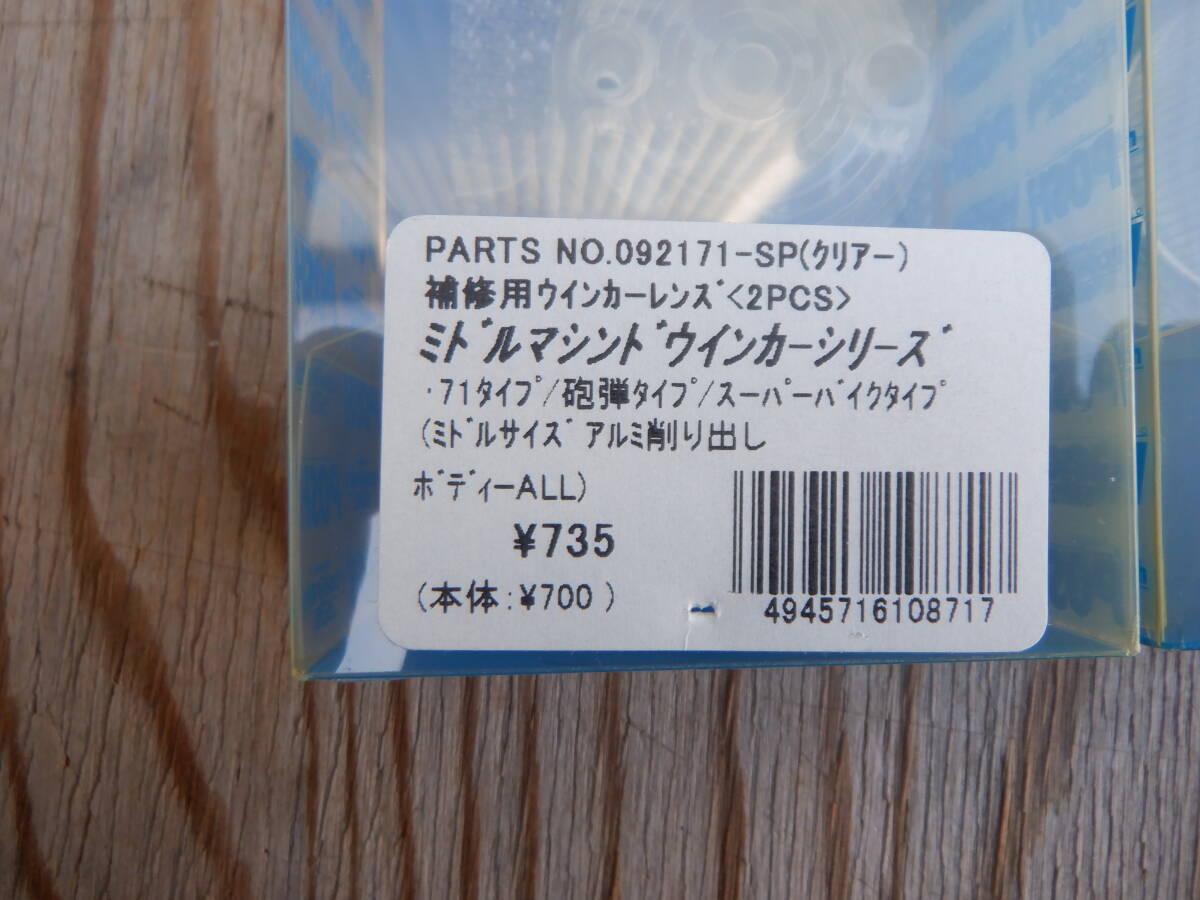 PARTS NO.092171-SP(ｸﾘｱｰ)
補修用ｳｲﾝｶｰﾚﾝｽﾞ<2PCS>
ﾐﾄﾞﾙﾏｼﾝﾄﾞｳｲﾝｶｰｼﾘｰｽﾞ
･71ﾀｲﾌﾟ/砲弾ﾀｲﾌﾟ/ｽｰﾊﾟｰﾊﾞｲｸﾀｲﾌﾟ
(ﾐﾄﾞﾙｻｲｽﾞ ｱﾙﾐ削り出し
ﾎﾞﾃﾞｨｰALL)
¥735
(本体:¥700 )
4945716108717